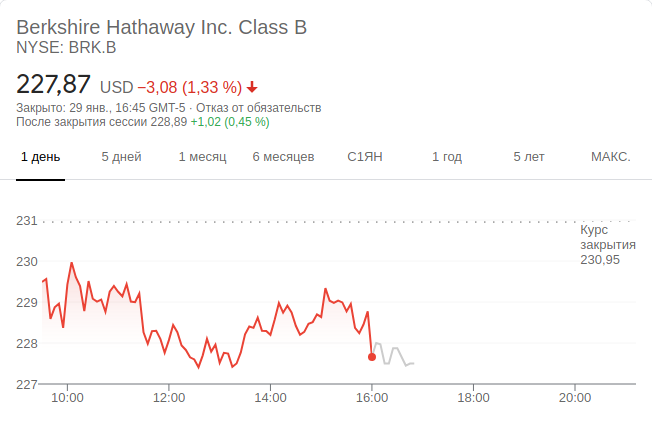 Berkshire Hathaway Inc. Class B
NYSE: BRK.B
227,87 USD −3,08 (1,33 %)
Закрыто: 29 янв., 16:45 GMT-5 · Отказ от обязательств
После закрытия сессии 228,89 +1,02 (0,45 %)
1 день 5 дней 1 месяц 6 месяцев С1ЯН 1 год 5 лет МАКС.
231
Курс
закрытия
230,95
230
229
228
227
10:00 12:00 14:00 16:00 18:00 20:00